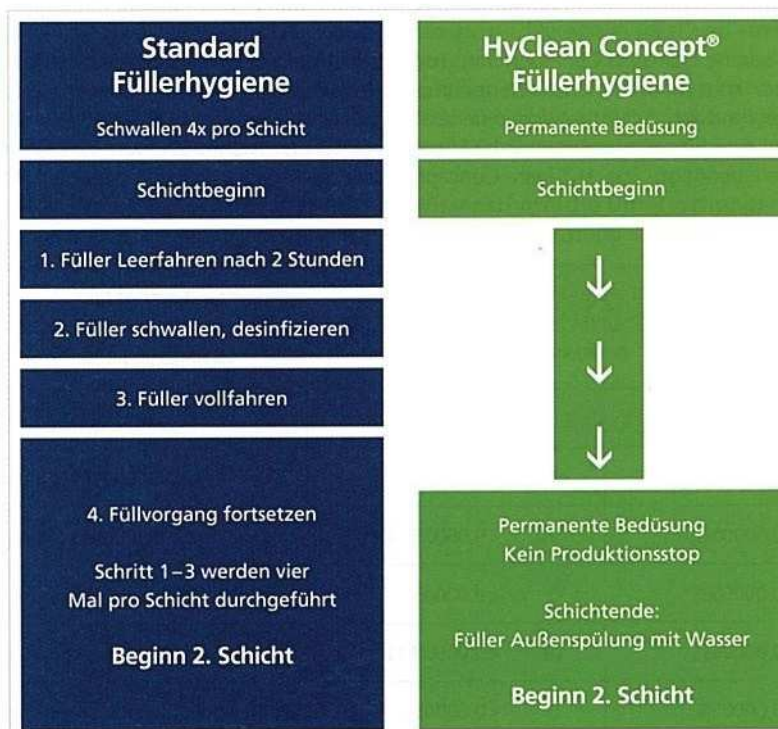 Standard
Füllerhygiene
Schwallen 4x pro Schicht
Schichtbeginn
1. Füller Leerfahren nach 2 Stunden
2. Füller schwallen, desinfizieren
3. Füller vollfahren
4. Füllvorgang fortsetzen
Schritt 1–3 werden vier
Mal pro Schicht durchgeführt
Beginn 2. Schicht
HyClean Concept®
Füllerhygiene
Permanente Bedüsung
Schichtbeginn
↓
↓
↓
Permanente Bedüsung
Kein Produktionsstop
Schichtende:
Füller Außenspülung mit Wasser
Beginn 2. Schicht